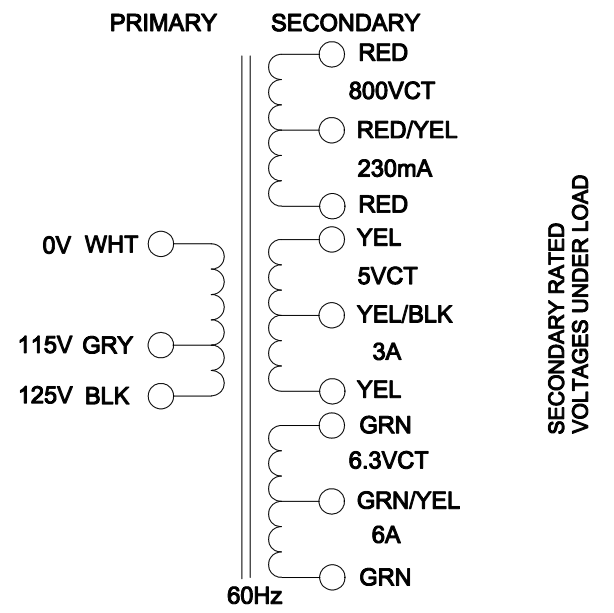 PRIMARY
SECONDARY
RED
800VCT
RED/YEL
230mA
RED
0V WHT
YEL
5VCT
YEL/BLK
115V GRY
3A
125V BLK
YEL
GRN
6.3VCT
GRN/YEL
6A
GRN
60Hz
SECONDARY RATED
VOLTAGES UNDER LOAD